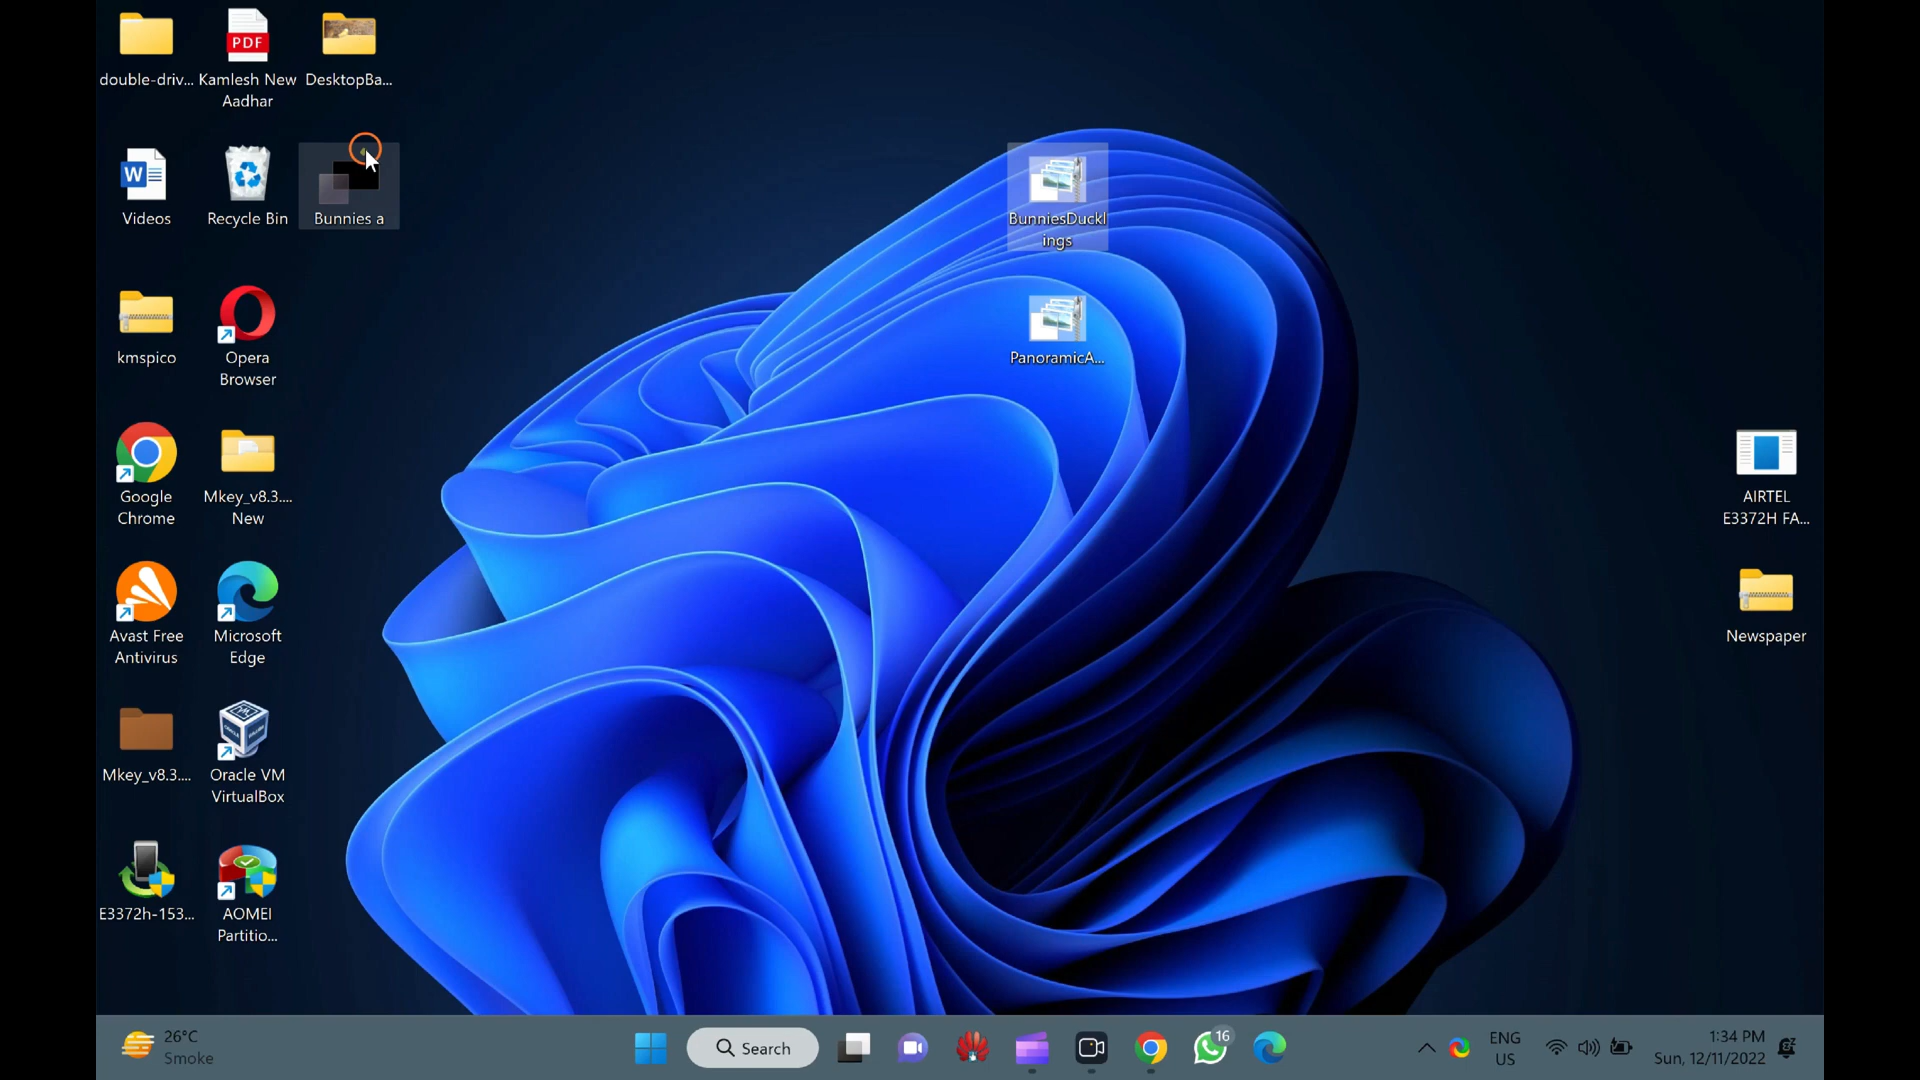 double-driv...
Kamlesh New
Aadhar
DesktopBa...
PDF
W
Videos
Recycle Bin
Bunnies a
BunniesDuckl
ings
kmspico
Opera
Browser
PanoramicA...
Google
Chrome
Mkey_v8.3....
New
AIRTEL
E3372H FA...
Avast Free
Antivirus
Microsoft
Edge
Newspaper
Mkey_v8.3....
Oracle VM
VirtualBox
E3372h-153...
AOMEI
Partitio...
26°C
Smoke
Search
16
ENG
US
1:34 PM
Sun, 12/11/2022